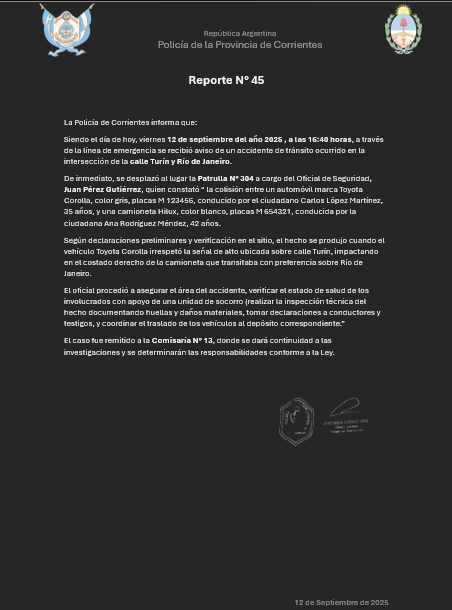 República Argentina
Policía de la Provincia de Corrientes
Reporte N° 45
La Policía de Corrientes informa que:
Siendo el día de hoy, viernes 12 de septiembre del año 2025 , a las 16:40 horas, a través
de la línea de emergencia se recibió aviso de un accidente de tránsito ocurrido en la
intersección de la calle Turín y Río de Janeiro.
De inmediato, se desplazó al lugar la Patrulla N° 304 a cargo del Oficial de Seguridad,
Juan Pérez Gutiérrez, quien constató “ la colisión entre un automóvil marca Toyota
Corolla, color gris, placas M 123456, conducido por el ciudadano Carlos López Martínez,
35 años, y una camioneta Hilux, color blanco, placas M 654321, conducida por la
ciudadana Ana Rodríguez Méndez, 42 años.
Según declaraciones preliminares y verificación en el sitio, el hecho se produjo cuando el
vehículo Toyota Corolla irrespetó la señal de alto ubicada sobre calle Turín, impactando
en el costado derecho de la camioneta que transitaba con preferencia sobre Río de
Janeiro.
El oficial procedió a asegurar el área del accidente, verificar el estado de salud de los
involucrados con apoyo de una unidad de socorro (realizar la inspección técnica del
hecho documentando huellas y daños materiales, tomar declaraciones a conductores y
testigos, y coordinar el traslado de los vehículos al depósito correspondiente.”
El caso fue remitido a la Comisaría N° 13, donde se dará continuidad a las
investigaciones y se determinarán las responsabilidades conforme a la Ley.
12 de Septiembre de 2025